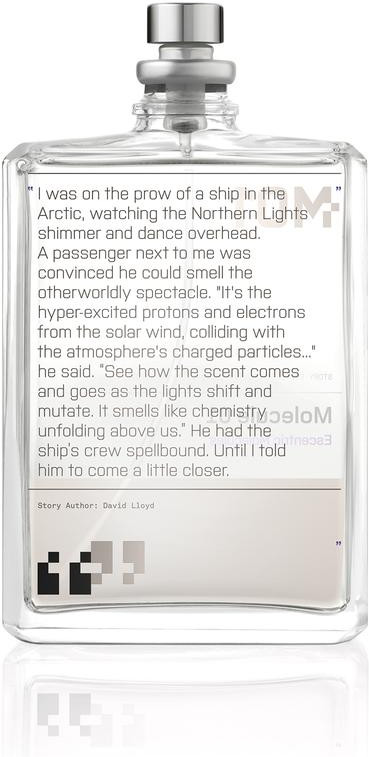 "I was on the prow of a ship in the"
Arctic, watching the Northern Lights
shimmer and dance overhead.
A passenger next to me was
convinced he could smell the
otherworldly spectacle. "It's the
hyper-excited protons and electrons
from the solar wind, colliding with
the atmosphere's charged particles..."
he said. "See how the scent comes
and goes as the lights shift and
mutate. It smells like chemistry
unfolding above us." He had the
ship's crew spellbound. Until I told
him to come a little closer.
Story Author: David Lloyd
Molecule 01
Escentric